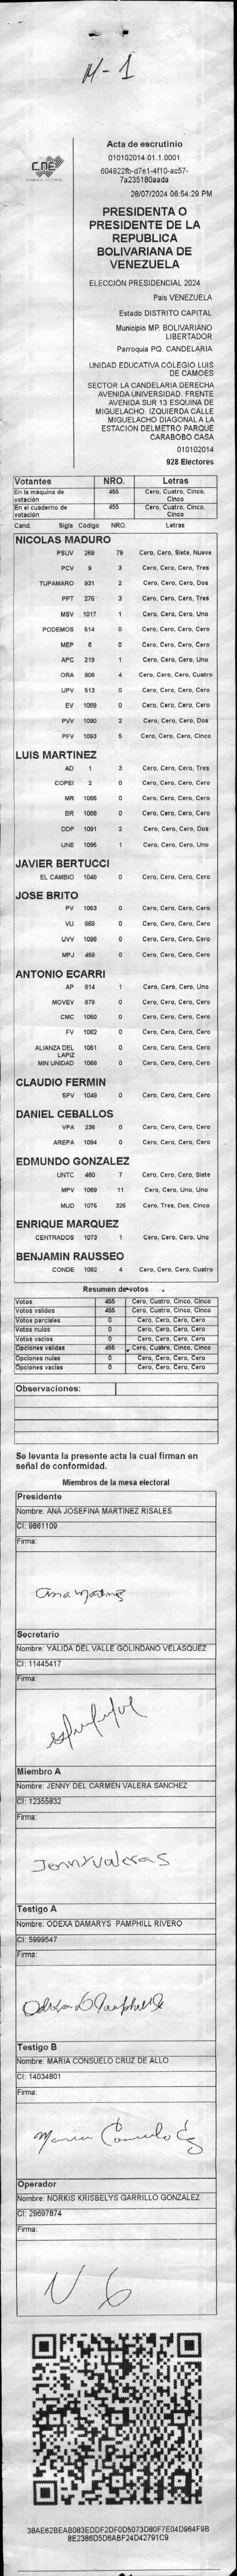 M-1
CNE
Acta de escrutinio
010102014.01.1.0001
604922fb-d7e1-4f10-ac57-
7a235180aada
28/07/2024 06:54:29 PM
PRESIDENTA O
PRESIDENTE DE LA
REPUBLICA
BOLIVARIANA DE
VENEZUELA
ELECCIÓN PRESIDENCIAL 2024
Pais VENEZUELA
Estado DISTRITO CAPITAL
Municipio MP. BOLIVARIANO
LIBERTADOR
Parroquia PQ. CANDELARIA
UNIDAD EDUCATIVA COLEGIO LUIS
DE CAMOES
SECTOR LA CANDELARIA DERECHA
AVENIDA UNIVERSIDAD. FRENTE
AVENIDA SUR 13 ESQUINA DE
MIGUELACHO. IZQUIERDA CALLE
MIGUELACHO DIAGONAL A LA
ESTACION DELMETRO PARQUE
CARABOBO CASA
010102014
928 Electores
Votantes NRO. Letras
En la máquina de votación 455 Cero, Cuatro, Cinco, Cinco
En el cuaderno de votación 455 Cero, Cuatro, Cinco, Cinco
Cand. Sigla Código NRO. Letras
NICOLAS MADURO
PSUV 269 79 Cero, Cero, Siete, Nueve
PCV 9 3 Cero, Cero, Cero, Tres
TUPAMARO 931 2 Cero, Cero, Cero, Dos
PPT 275 3 Cero, Cero, Cero, Tres
MSV 1017 1 Cero, Cero, Cero, Uno
PODEMOS 514 0 Cero, Cero, Cero, Cero
MEP 6 0 Cero, Cero, Cero, Cero
APC 219 1 Cero, Cero, Cero, Uno
ORA 906 4 Cero, Cero, Cero, Cuatro
UPV 513 0 Cero, Cero, Cero, Cero
EV 1089 0 Cero, Cero, Cero, Cero
PVV 1090 2 Cero, Cero, Cero, Dos
PFV 1093 5 Cero, Cero, Cero, Cinco
LUIS MARTINEZ
AD 1 3 Cero, Cero, Cero, Tres
COPEI 2 0 Cero, Cero, Cero, Cero
MR 1065 0 Cero, Cero, Cero, Cero
BR 1066 0 Cero, Cero, Cero, Cero
DDP 1091 2 Cero, Cero, Cero, Dos
UNE 1095 1 Cero, Cero, Cero, Uno
JAVIER BERTUCCI
EL CAMBIO 1048 0 Cero, Cero, Cero, Cero
JOSE BRITO
PV 1053 0 Cero, Cero, Cero, Cero
VU 868 0 Cero, Cero, Cero, Cero
UVV 1096 0 Cero, Cero, Cero, Cero
MPJ 458 0 Cero, Cero, Cero, Cero
ANTONIO ECARRI
AP 814 1 Cero, Cero, Cero, Uno
MOVEV 879 0 Cero, Cero, Cero, Cero
CMC 1050 0 Cero, Cero, Cero, Cero
FV 1062 0 Cero, Cero, Cero, Cero
ALIANZA DEL LAPIZ 1051 0 Cero, Cero, Cero, Cero
MIN UNIDAD 1068 0 Cero, Cero, Cero, Cero
CLAUDIO FERMIN
SPV 1049 0 Cero, Cero, Cero, Cero
DANIEL CEBALLOS
VPA 236 0 Cero, Cero, Cero, Cero
AREPA 1094 0 Cero, Cero, Cero, Cero
EDMUNDO GONZALEZ
UNTC 460 7 Cero, Cero, Cero, Siete
MPV 1069 11 Cero, Cero, Uno, Uno
MUD 1075 325 Cero, Tres, Dos, Cinco
ENRIQUE MARQUEZ
CENTRADOS 1073 1 Cero, Cero, Cero, Uno
BENJAMIN RAUSSEO
CONDE 1092 4 Cero, Cero, Cero, Cuatro
Resumen de votos
Votos 455 Cero, Cuatro, Cinco, Cinco
Votos validos 455 Cero, Cuatro, Cinco, Cinco
Votos parciales 0 Cero, Cero, Cero, Cero
Votos nulos 0 Cero, Cero, Cero, Cero
Votos vacios 0 Cero, Cero, Cero, Cero
Opciones validas 455 Cero, Cuatro, Cinco, Cinco
Opciones nulas 0 Cero, Cero, Cero, Cero
Opciones vacias 0 Cero, Cero, Cero, Cero
Observaciones:
Se levanta la presente acta la cual firman en
señal de conformidad.
Miembros de la mesa electoral
Presidente
Nombre: ANA JOSEFINA MARTINEZ RISALES
CI: 9861109
Firma:
Ana Martinez
Secretario
Nombre: YALIDA DEL VALLE GOLINDANO VELASQUEZ
CI: 11445417
Firma:
Miembro A
Nombre: JENNY DEL CARMEN VALERA SANCHEZ
CI: 12355832
Firma:
Jenny Valeras
Testigo A
Nombre: ODEXA DAMARYS PAMPHILL RIVERO
CI: 5999547
Firma:
Testigo B
Nombre: MARIA CONSUELO CRUZ DE ALLO
CI: 14034801
Firma:
Maria Consuelo
Operador
Nombre: NORKIS KRISBELYS GARRILLO GONZALEZ
CI: 29697874
Firma:
N G
38AE62BEAB083EDDF2DF0D5073D80F7E04D964F9B
8E2386D5D6ABF24D42791C9